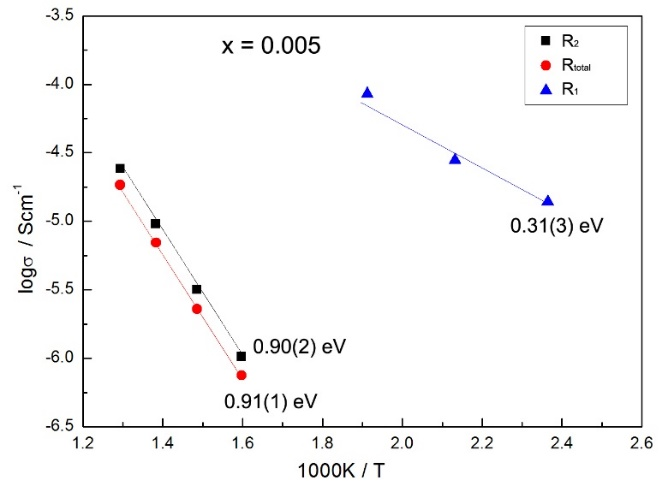 -3.5
x = 0.005
R₂
Rtotal
R₁
-4.0
-4.5
-5.0
0.31(3) eV
-5.5
0.90(2) eV
-6.0
0.91(1) eV
-6.5
1.2 1.4 1.6 1.8 2.0 2.2 2.4 2.6
1000K / T
logσ / Scm⁻¹